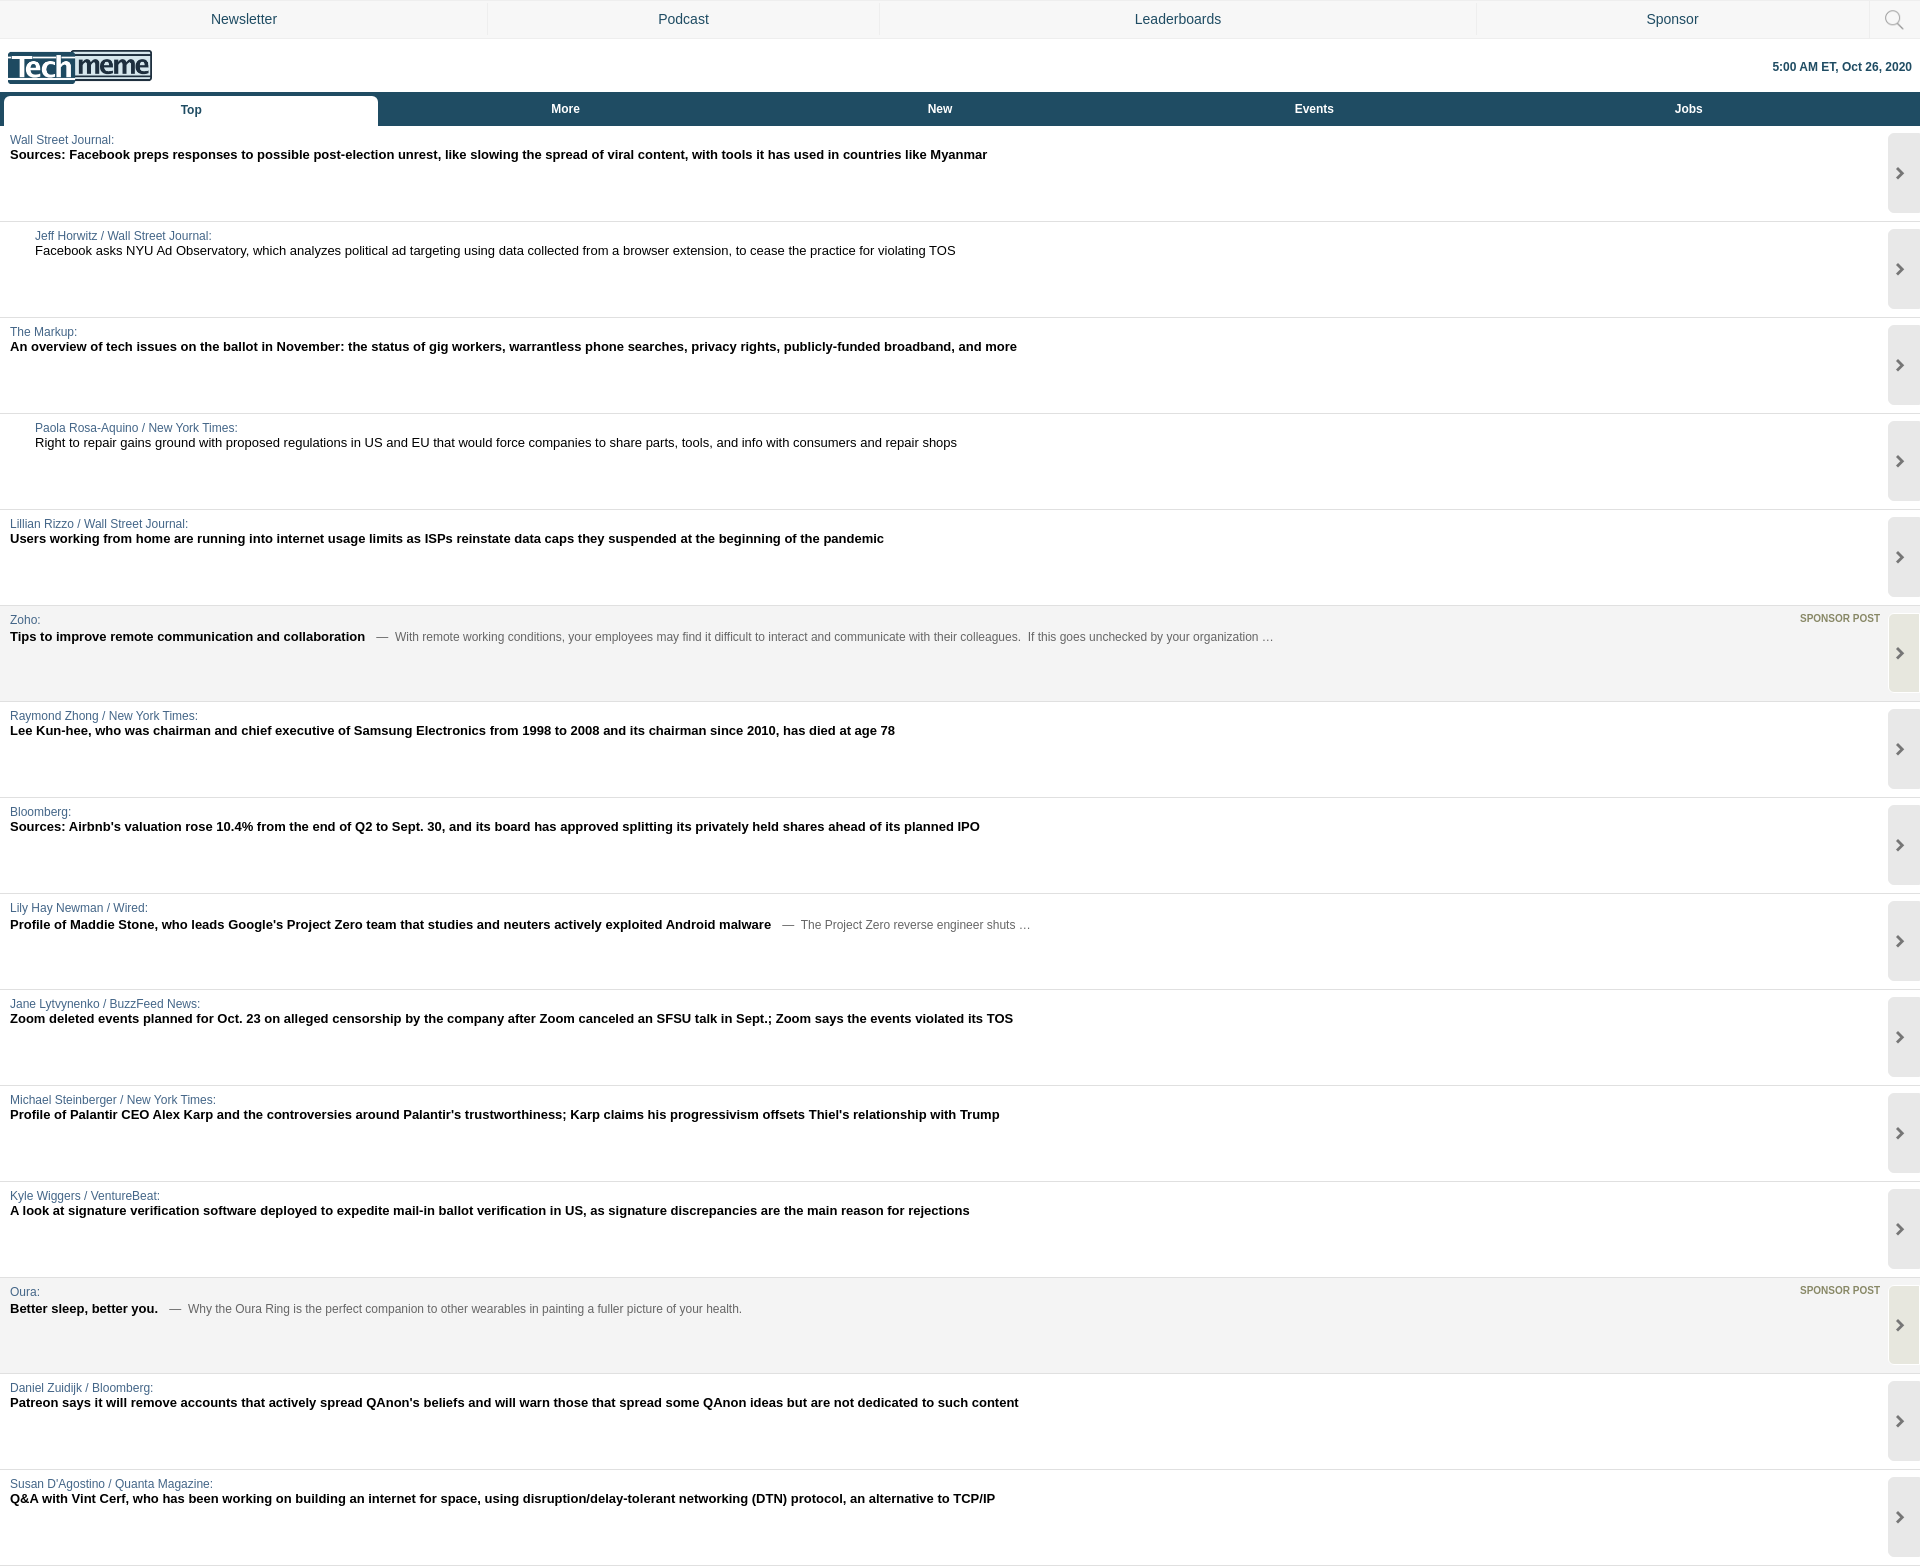 Newsletter
Podcast
Leaderboards
Sponsor
Techmeme
5:00 AM ET, Oct 26, 2020
Top
More
New
Events
Jobs
Wall Street Journal:
Sources: Facebook preps responses to possible post-election unrest, like slowing the spread of viral content, with tools it has used in countries like Myanmar
Jeff Horwitz / Wall Street Journal:
Facebook asks NYU Ad Observatory, which analyzes political ad targeting using data collected from a browser extension, to cease the practice for violating TOS
The Markup:
An overview of tech issues on the ballot in November: the status of gig workers, warrantless phone searches, privacy rights, publicly-funded broadband, and more
Paola Rosa-Aquino / New York Times:
Right to repair gains ground with proposed regulations in US and EU that would force companies to share parts, tools, and info with consumers and repair shops
Lillian Rizzo / Wall Street Journal:
Users working from home are running into internet usage limits as ISPs reinstate data caps they suspended at the beginning of the pandemic
Zoho:
SPONSOR POST
Tips to improve remote communication and collaboration — With remote working conditions, your employees may find it difficult to interact and communicate with their colleagues. If this goes unchecked by your organization …
Raymond Zhong / New York Times:
Lee Kun-hee, who was chairman and chief executive of Samsung Electronics from 1998 to 2008 and its chairman since 2010, has died at age 78
Bloomberg:
Sources: Airbnb's valuation rose 10.4% from the end of Q2 to Sept. 30, and its board has approved splitting its privately held shares ahead of its planned IPO
Lily Hay Newman / Wired:
Profile of Maddie Stone, who leads Google's Project Zero team that studies and neuters actively exploited Android malware — The Project Zero reverse engineer shuts …
Jane Lytvynenko / BuzzFeed News:
Zoom deleted events planned for Oct. 23 on alleged censorship by the company after Zoom canceled an SFSU talk in Sept.; Zoom says the events violated its TOS
Michael Steinberger / New York Times:
Profile of Palantir CEO Alex Karp and the controversies around Palantir's trustworthiness; Karp claims his progressivism offsets Thiel's relationship with Trump
Kyle Wiggers / VentureBeat:
A look at signature verification software deployed to expedite mail-in ballot verification in US, as signature discrepancies are the main reason for rejections
Oura:
SPONSOR POST
Better sleep, better you. — Why the Oura Ring is the perfect companion to other wearables in painting a fuller picture of your health.
Daniel Zuidijk / Bloomberg:
Patreon says it will remove accounts that actively spread QAnon's beliefs and will warn those that spread some QAnon ideas but are not dedicated to such content
Susan D'Agostino / Quanta Magazine:
Q&A with Vint Cerf, who has been working on building an internet for space, using disruption/delay-tolerant networking (DTN) protocol, an alternative to TCP/IP